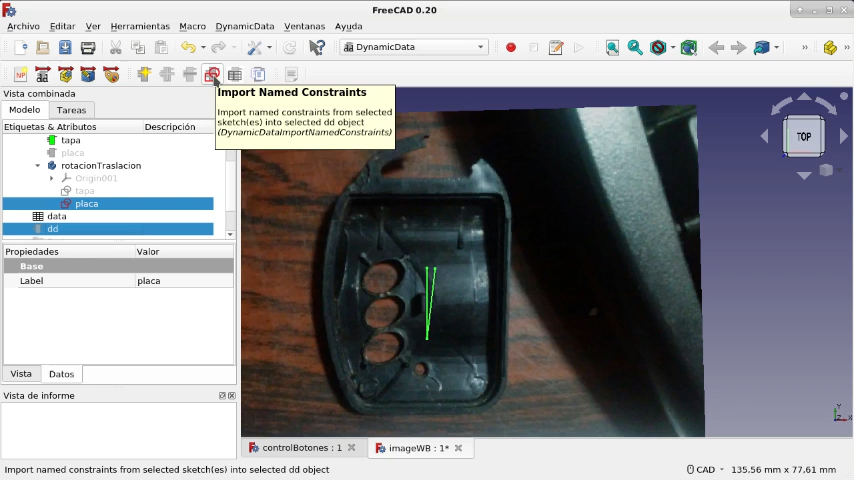 FreeCAD 0.20
Archivo Editar Ver Herramientas Macro DynamicData Ventanas Ayuda
DynamicData
NP
Vista combinada
Modelo Tareas
Etiquetas & Atributos Descripción
tapa
placa
rotacionTraslacion
Origin001
tapa
placa
data
dd
Import Named Constraints
Import named constraints from selected
sketch(es) into selected dd object
(DynamicDataImportNamedConstraints)
TOP
Propiedades Valor
Base
Label placa
Vista Datos
Vista de informe
controlBotones : 1 imageWB : 1*
Import named constraints from selected sketch(es) into selected dd object
CAD 135.56 mm x 77.61 mm